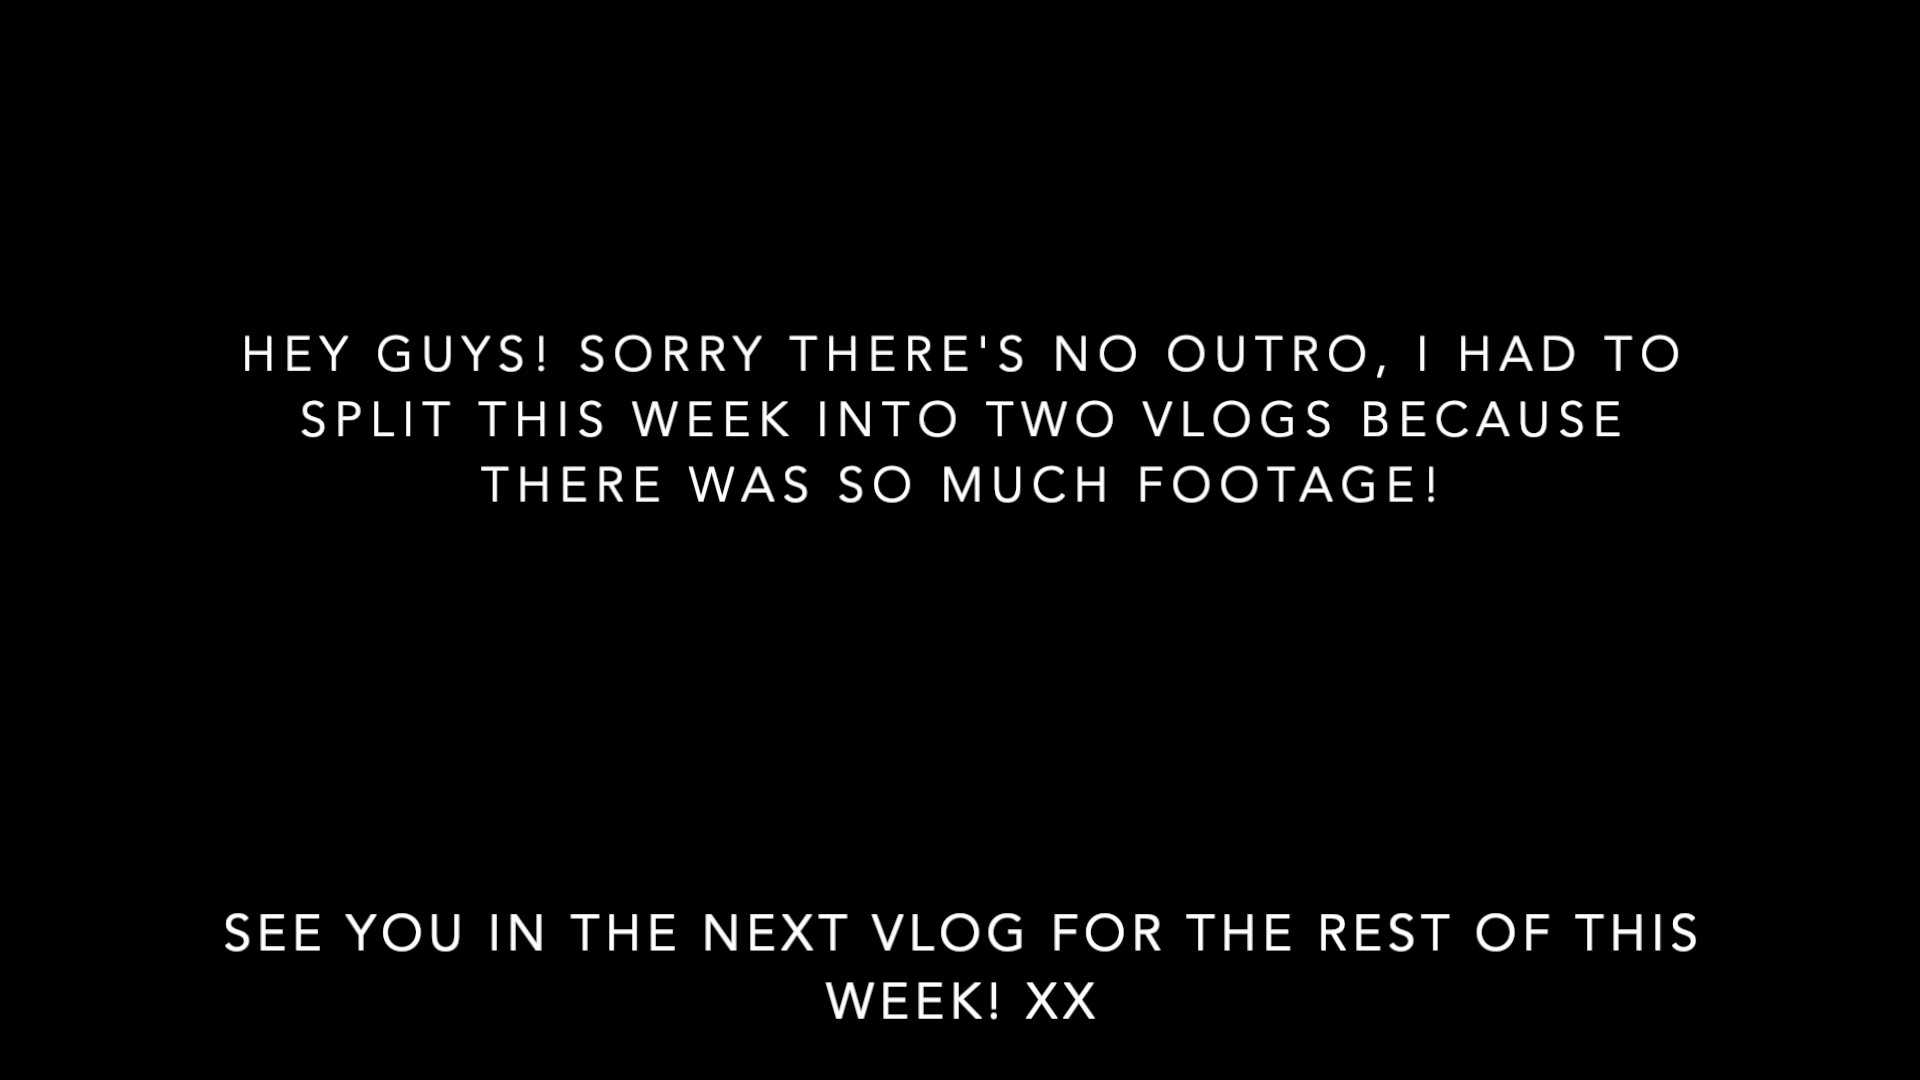 HEY GUYS! SORRY THERE'S NO OUTRO, I HAD TO
SPLIT THIS WEEK INTO TWO VLOGS BECAUSE
THERE WAS SO MUCH FOOTAGE!
SEE YOU IN THE NEXT VLOG FOR THE REST OF THIS
WEEK! XX